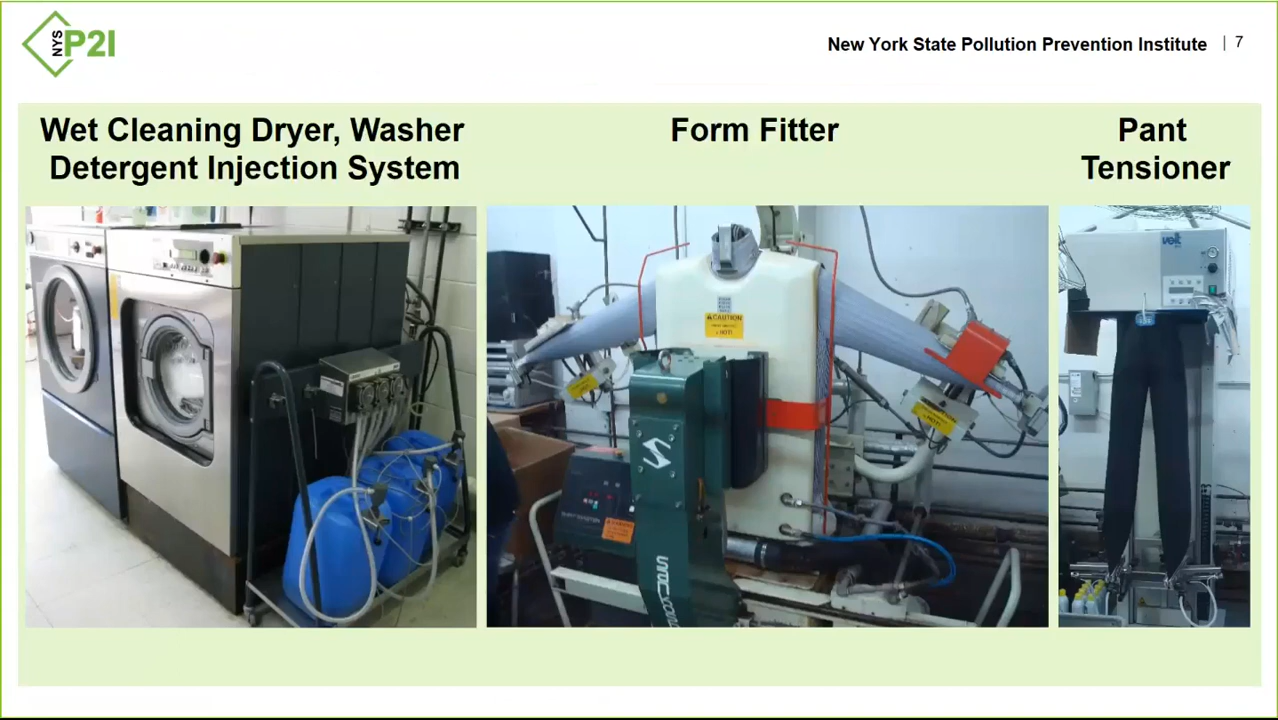 NYS
P2I
New York State Pollution Prevention Institute | 7
Wet Cleaning Dryer, Washer
Detergent Injection System
Form Fitter
Pant
Tensioner
CAUTION
HOT!
veit